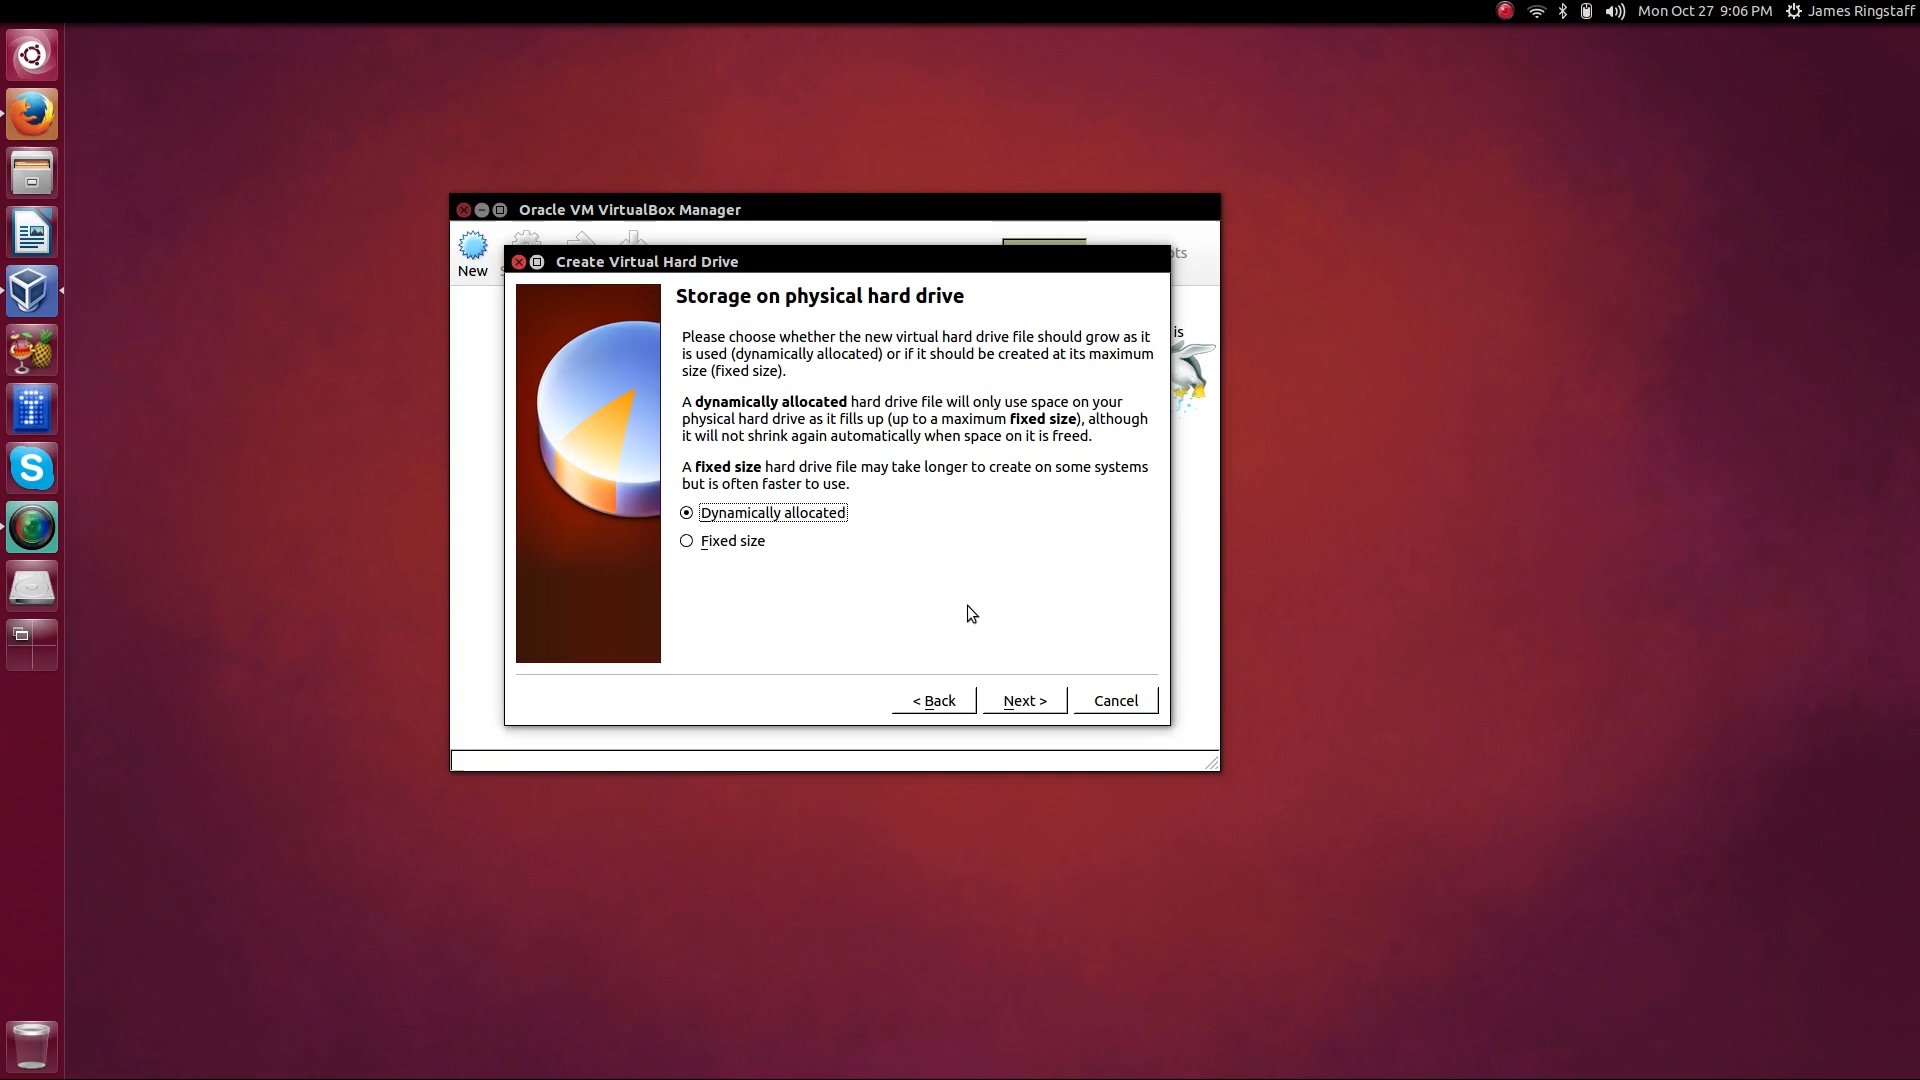 Mon Oct 27 9:06 PM James Ringstaff
Oracle VM VirtualBox Manager
New
Create Virtual Hard Drive
Storage on physical hard drive
Please choose whether the new virtual hard drive file should grow as it
is used (dynamically allocated) or if it should be created at its maximum
size (fixed size).
A dynamically allocated hard drive file will only use space on your
physical hard drive as it fills up (up to a maximum fixed size), although
it will not shrink again automatically when space on it is freed.
A fixed size hard drive file may take longer to create on some systems
but is often faster to use.
Dynamically allocated
Fixed size
< Back
Next >
Cancel
is